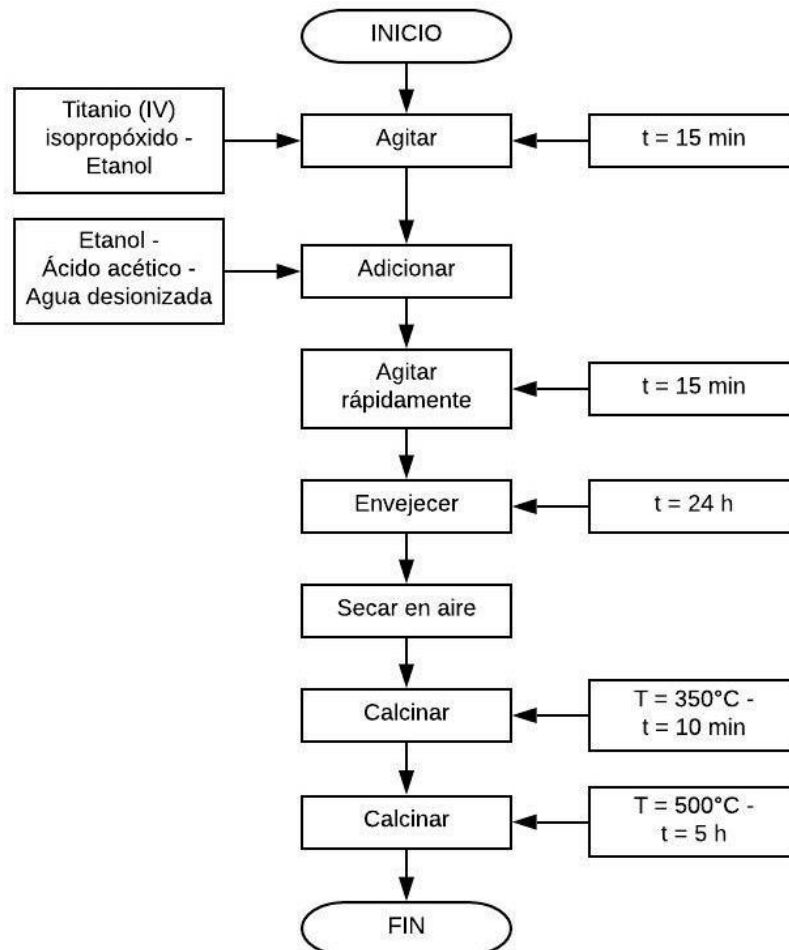 INICIO
Titanio (IV)
isopropóxido -
Etanol
Agitar
t = 15 min
Etanol -
Ácido acético -
Agua desionizada
Adicionar
Agitar
rápidamente
t = 15 min
Envejecer
t = 24 h
Secar en aire
Calcinar
T = 350°C -
t = 10 min
Calcinar
T = 500°C -
t = 5 h
FIN